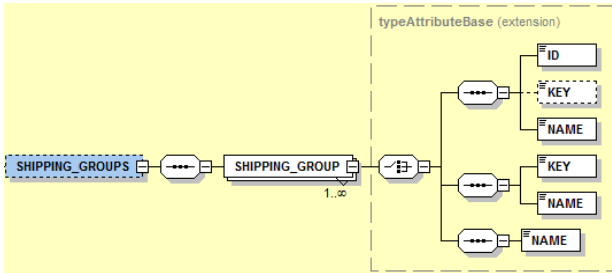 typeAttributeBase (extension)
ID
KEY
NAME
SHIPPING_GROUPS
SHIPPING_GROUP
1..∞
KEY
NAME
NAME